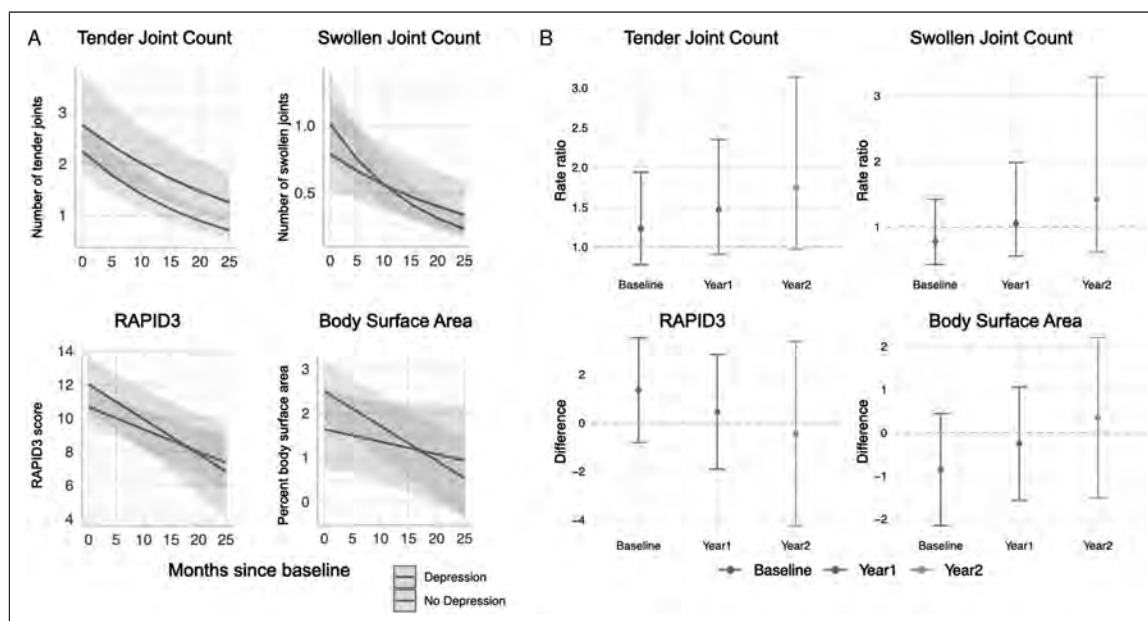 A
Tender Joint Count
Number of tender joints
3
2
1
0 5 10 15 20 25
Swollen Joint Count
Number of swollen joints
1.0
0.5
0 5 10 15 20 25
RAPID3
RAPID3 score
14
12
10
8
6
4
0 5 10 15 20 25
Body Surface Area
Percent body surface area
3
2
1
0
0 5 10 15 20 25
Months since baseline
Depression
No Depression
B
Tender Joint Count
Rate ratio
3.0
2.5
2.0
1.5
1.0
Baseline Year1 Year2
Swollen Joint Count
Rate ratio
3
2
1
Baseline Year1 Year2
RAPID3
Difference
2
0
−2
−4
Baseline Year1 Year2
Body Surface Area
Difference
2
1
0
−1
−2
Baseline Year1 Year2
Baseline Year1 Year2